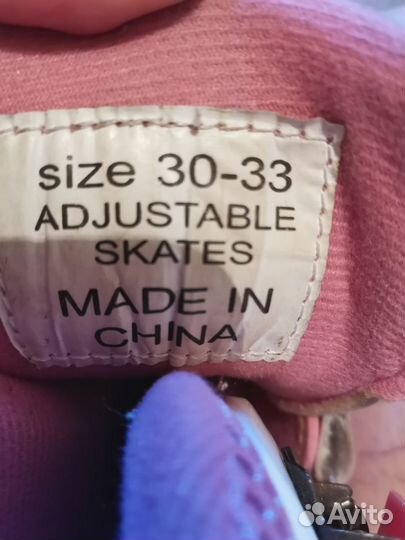 size 30-33
ADJUSTABLE
SKATES
MADE IN
CHINA
Avito